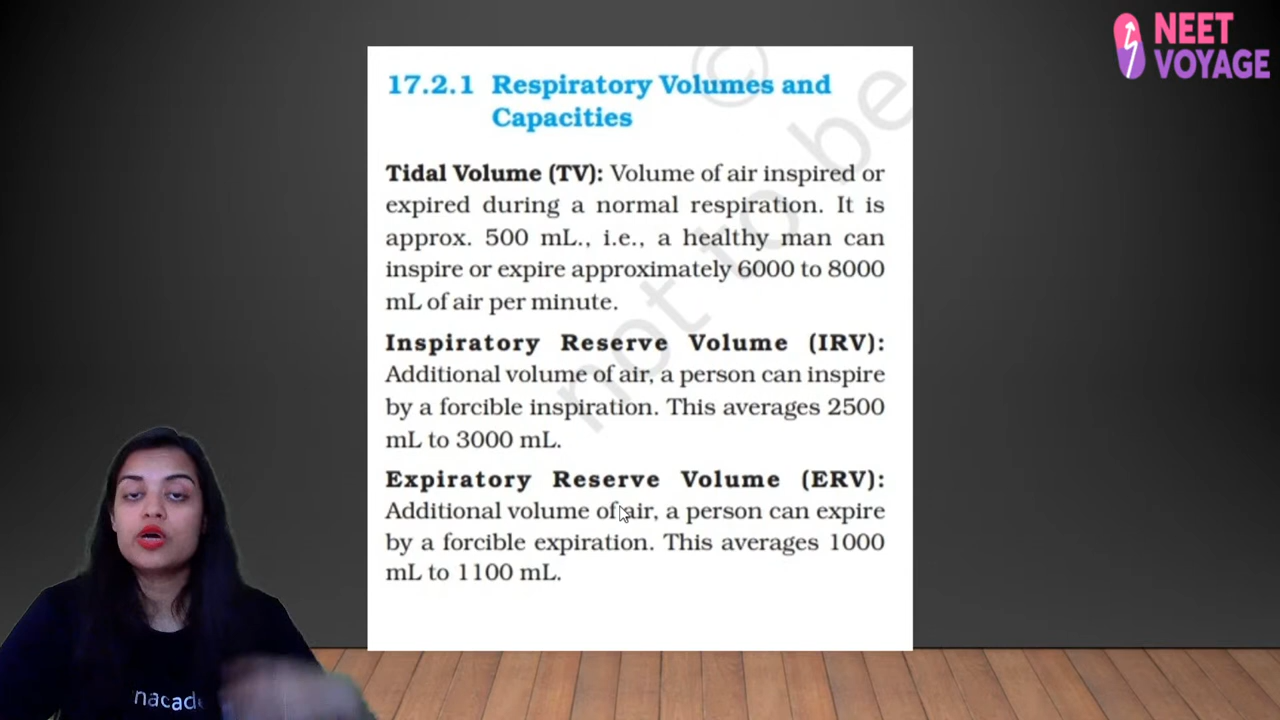 NEET
VOYAGE
17.2.1 Respiratory Volumes and
Capacities
Tidal Volume (TV): Volume of air inspired or
expired during a normal respiration. It is
approx. 500 mL., i.e., a healthy man can
inspire or expire approximately 6000 to 8000
mL of air per minute.
Inspiratory Reserve Volume (IRV):
Additional volume of air, a person can inspire
by a forcible inspiration. This averages 2500
mL to 3000 mL.
Expiratory Reserve Volume (ERV):
Additional volume of air, a person can expire
by a forcible expiration. This averages 1000
mL to 1100 mL.
©
not to be